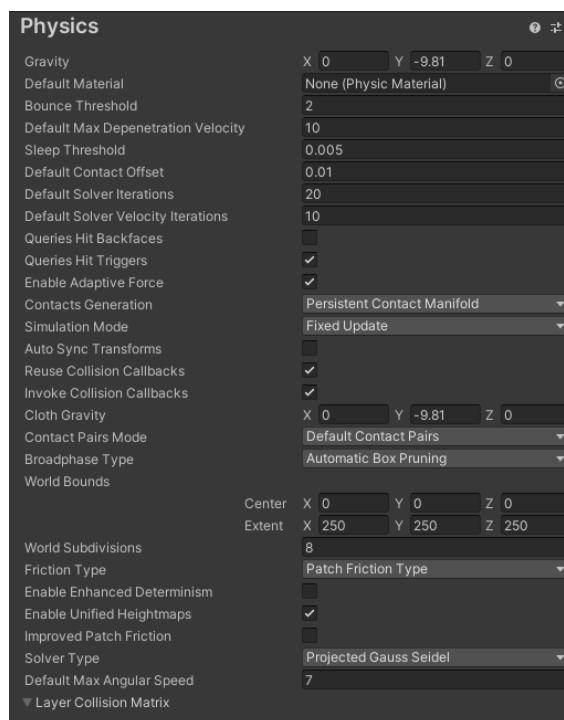 Physics
Gravity X 0 Y -9.81 Z 0
Default Material None (Physic Material)
Bounce Threshold 2
Default Max Depenetration Velocity 10
Sleep Threshold 0.005
Default Contact Offset 0.01
Default Solver Iterations 20
Default Solver Velocity Iterations 10
Queries Hit Backfaces
Queries Hit Triggers
Enable Adaptive Force
Contacts Generation Persistent Contact Manifold
Simulation Mode Fixed Update
Auto Sync Transforms
Reuse Collision Callbacks
Invoke Collision Callbacks
Cloth Gravity X 0 Y -9.81 Z 0
Contact Pairs Mode Default Contact Pairs
Broadphase Type Automatic Box Pruning
World Bounds
Center X 0 Y 0 Z 0
Extent X 250 Y 250 Z 250
World Subdivisions 8
Friction Type Patch Friction Type
Enable Enhanced Determinism
Enable Unified Heightmaps
Improved Patch Friction
Solver Type Projected Gauss Seidel
Default Max Angular Speed 7
Layer Collision Matrix